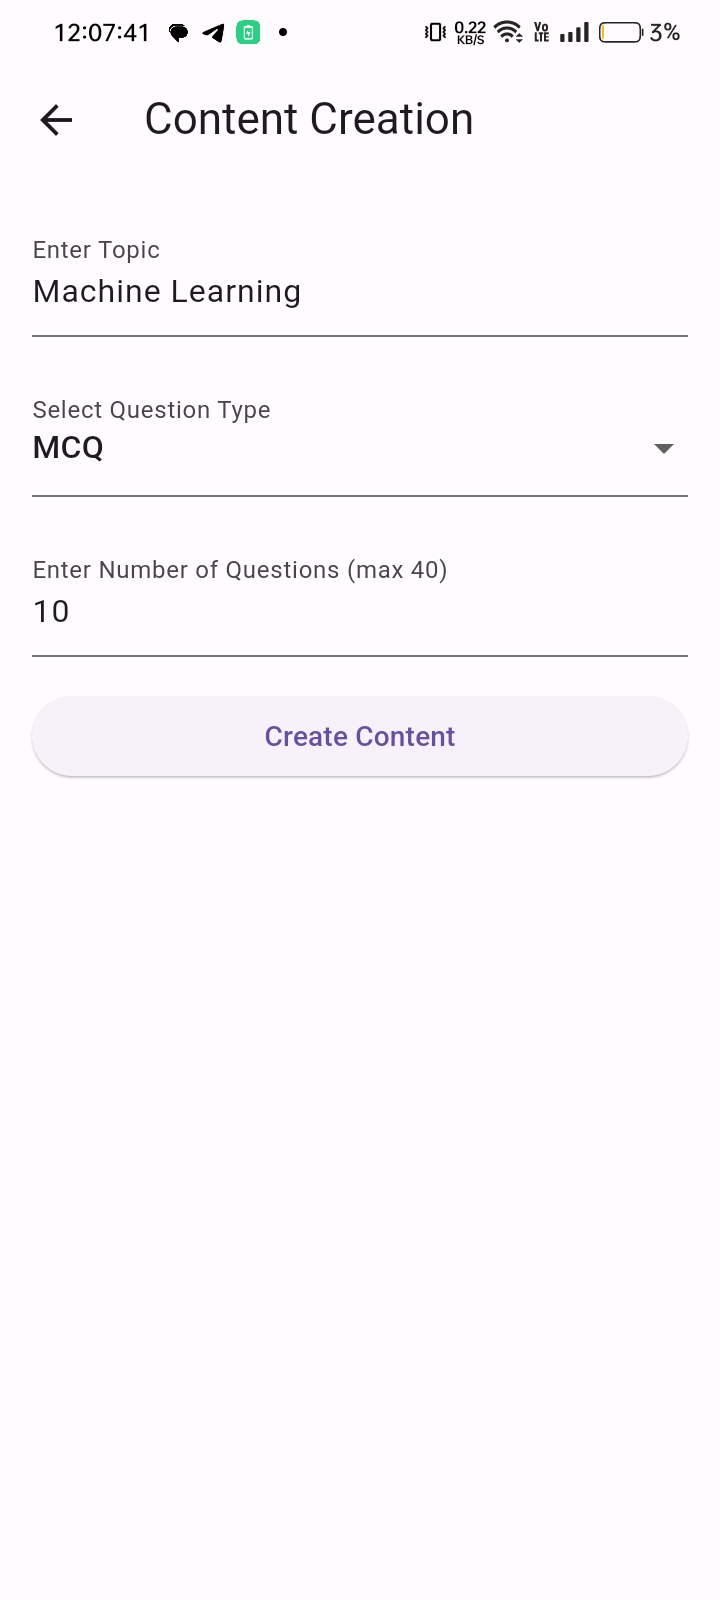 12:07:41 0.22 KB/S Vo LTE 3%
Content Creation
Enter Topic
Machine Learning
Select Question Type
MCQ
Enter Number of Questions (max 40)
10
Create Content